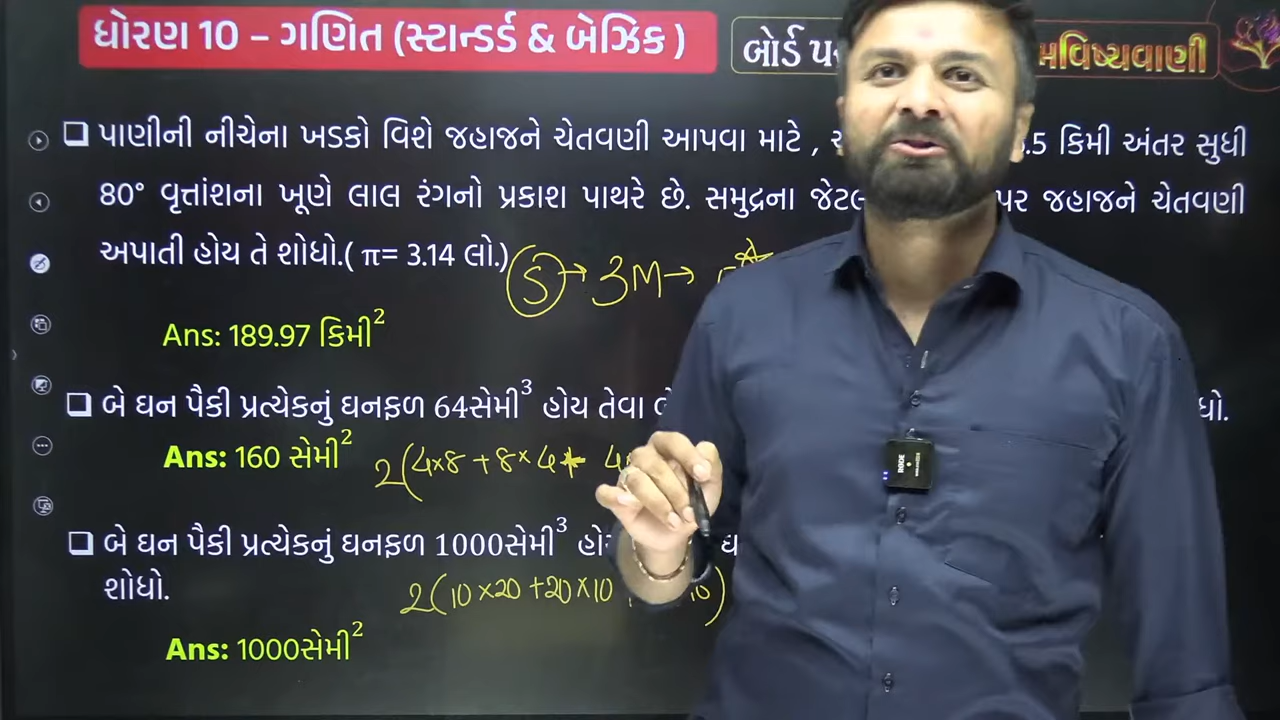 ધોરણ 10 – ગણિત (સ્ટાન્ડર્ડ & બેઝિક )
બોર્ડ
ભવિષ્યવાણી
❑ પાણીની નીચેના ખડકો વિશે જહાજને ચેતવણી આપવા માટે , .5 કિમી અંતર સુધી
80° વૃત્તાંશના ખૂણે લાલ રંગનો પ્રકાશ પાથરે છે. સમુદ્રના પર જહાજને ચેતવણી
અપાતી હોય તે શોધો.( π= 3.14 લો.) S → 3M →
Ans: 189.97 કિમી²
❑ બે ઘન પૈકી પ્રત્યેકનું ઘનફળ 64સેમી³ હોય તેવા
Ans: 160 સેમી² 2(4×8 + 8×4+ 4
❑ બે ઘન પૈકી પ્રત્યેકનું ઘનફળ 1000સેમી³
શોધો. 2(10×20 +20×10 10)
Ans: 1000સેમી²
RØDE